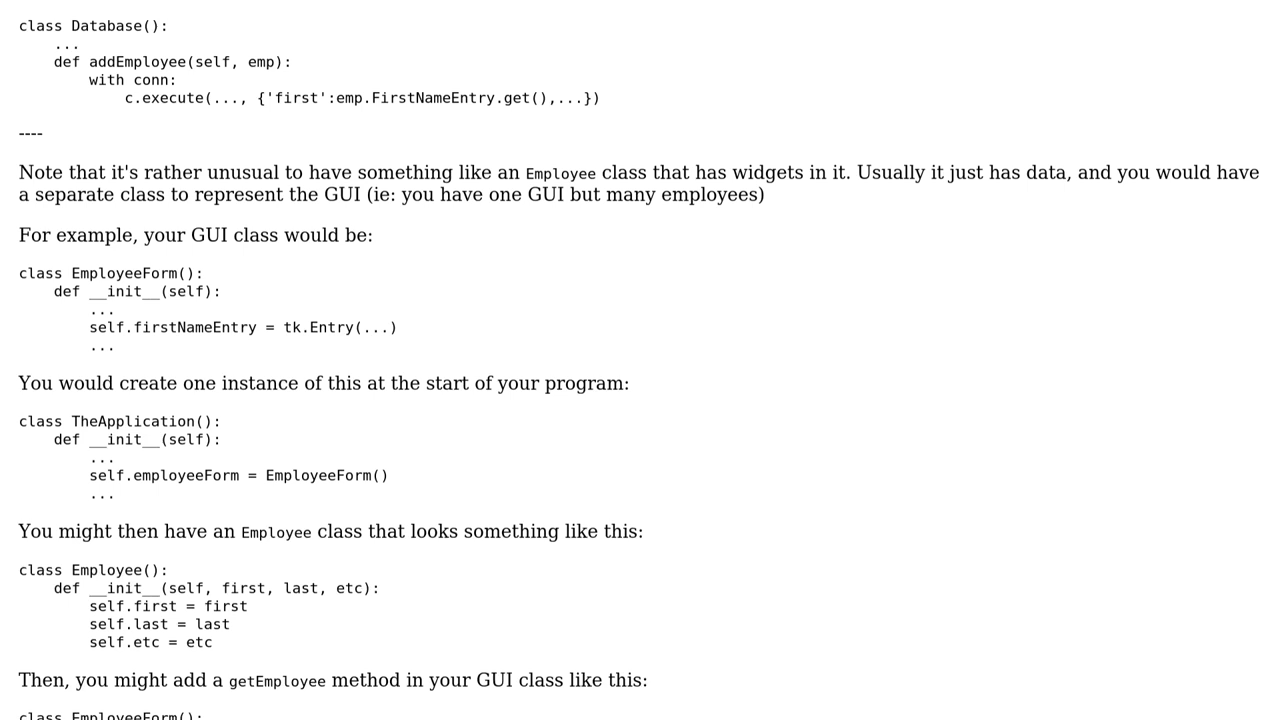 class Database():
    ...
    def addEmployee(self, emp):
        with conn:
            c.execute(..., {'first':emp.FirstNameEntry.get(),...})
----
Note that it's rather unusual to have something like an Employee class that has widgets in it. Usually it just has data, and you would have
a separate class to represent the GUI (ie: you have one GUI but many employees)
For example, your GUI class would be:
class EmployeeForm():
    def __init__(self):
        ...
        self.firstNameEntry = tk.Entry(...)
        ...
You would create one instance of this at the start of your program:
class TheApplication():
    def __init__(self):
        ...
        self.employeeForm = EmployeeForm()
        ...
You might then have an Employee class that looks something like this:
class Employee():
    def __init__(self, first, last, etc):
        self.first = first
        self.last = last
        self.etc = etc
Then, you might add a getEmployee method in your GUI class like this:
class EmployeeForm():